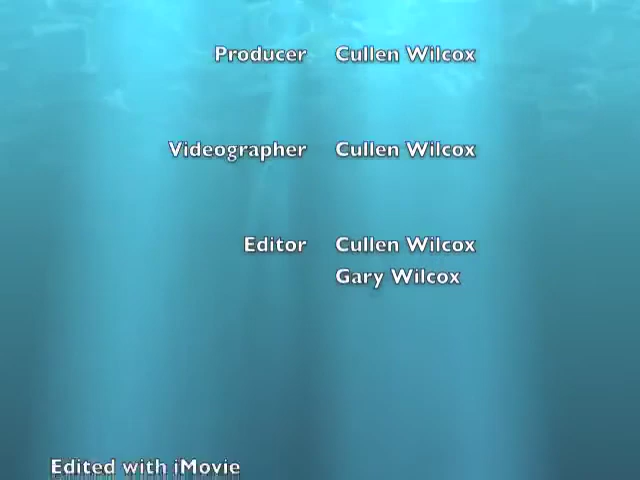 Producer Cullen Wilcox
Videographer Cullen Wilcox
Editor Cullen Wilcox
Gary Wilcox
Edited with iMovie